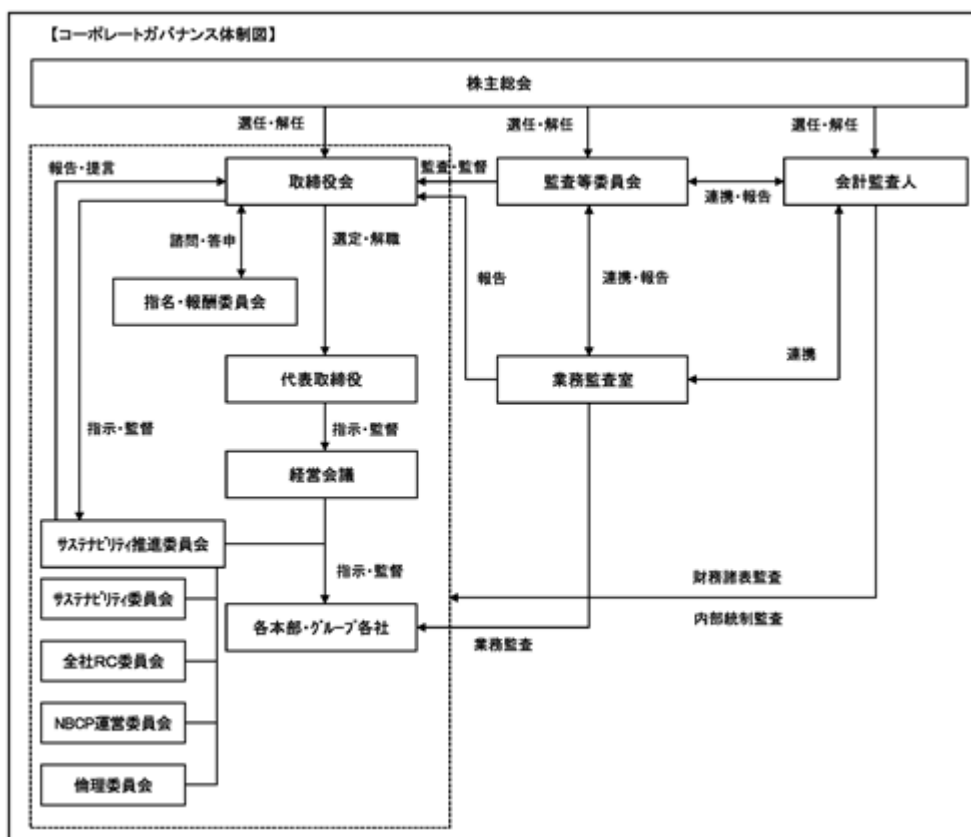 【コーポレートガバナンス体制図】
株主総会
選任・解任
選任・解任
選任・解任
報告・提言
取締役会
監査・監督
監査等委員会
連携・報告
会計監査人
諮問・答申
選定・解職
報告
連携・報告
指名・報酬委員会
代表取締役
業務監査室
連携
指示・監督
指示・監督
経営会議
サステナビリティ推進委員会
指示・監督
財務諸表監査
サステナビリティ委員会
内部統制監査
各本部・グループ各社
業務監査
全社RC委員会
NBCP運営委員会
倫理委員会